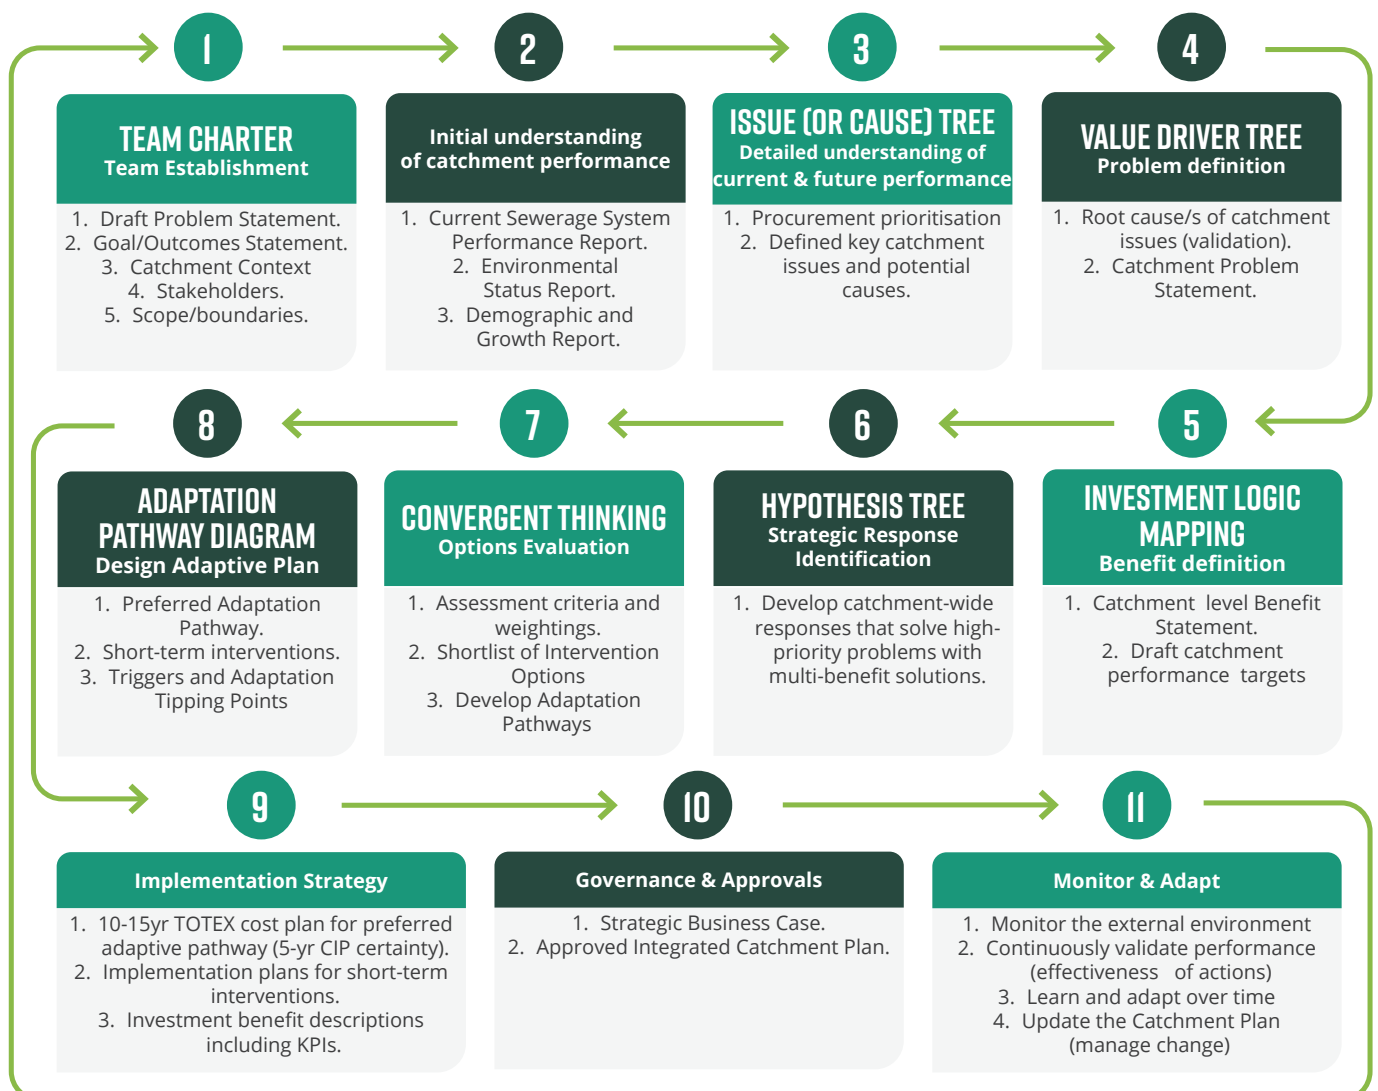 1
2
3
4
TEAM CHARTER
Team Establishment
1. Draft Problem Statement.
2. Goal/Outcomes Statement.
3. Catchment Context
4. Stakeholders.
5. Scope/boundaries.
Initial understanding
of catchment performance
1. Current Sewerage System
Performance Report.
2. Environmental
Status Report.
3. Demographic and
Growth Report.
ISSUE (OR CAUSE) TREE
Detailed understanding of
current & future performance
1. Procurement prioritisation
2. Defined key catchment
issues and potential
causes.
VALUE DRIVER TREE
Problem definition
1. Root cause/s of catchment
issues (validation).
2. Catchment Problem
Statement.
8
7
6
5
ADAPTATION
PATHWAY DIAGRAM
Design Adaptive Plan
1. Preferred Adaptation
Pathway.
2. Short-term interventions.
3. Triggers and Adaptation
Tipping Points
CONVERGENT THINKING
Options Evaluation
1. Assessment criteria and
weightings.
2. Shortlist of Intervention
Options
3. Develop Adaptation
Pathways
HYPOTHESIS TREE
Strategic Response
Identification
1. Develop catchment-wide
responses that solve high-
priority problems with
multi-benefit solutions.
INVESTMENT LOGIC
MAPPING
Benefit definition
1. Catchment level Benefit
Statement.
2. Draft catchment
performance targets
9
10
11
Implementation Strategy
1. 10-15yr TOTEX cost plan for preferred
adaptive pathway (5-yr CIP certainty).
2. Implementation plans for short-term
interventions.
3. Investment benefit descriptions
including KPIs.
Governance & Approvals
1. Strategic Business Case.
2. Approved Integrated Catchment Plan.
Monitor & Adapt
1. Monitor the external environment
2. Continuously validate performance
(effectiveness of actions)
3. Learn and adapt over time
4. Update the Catchment Plan
(manage change)